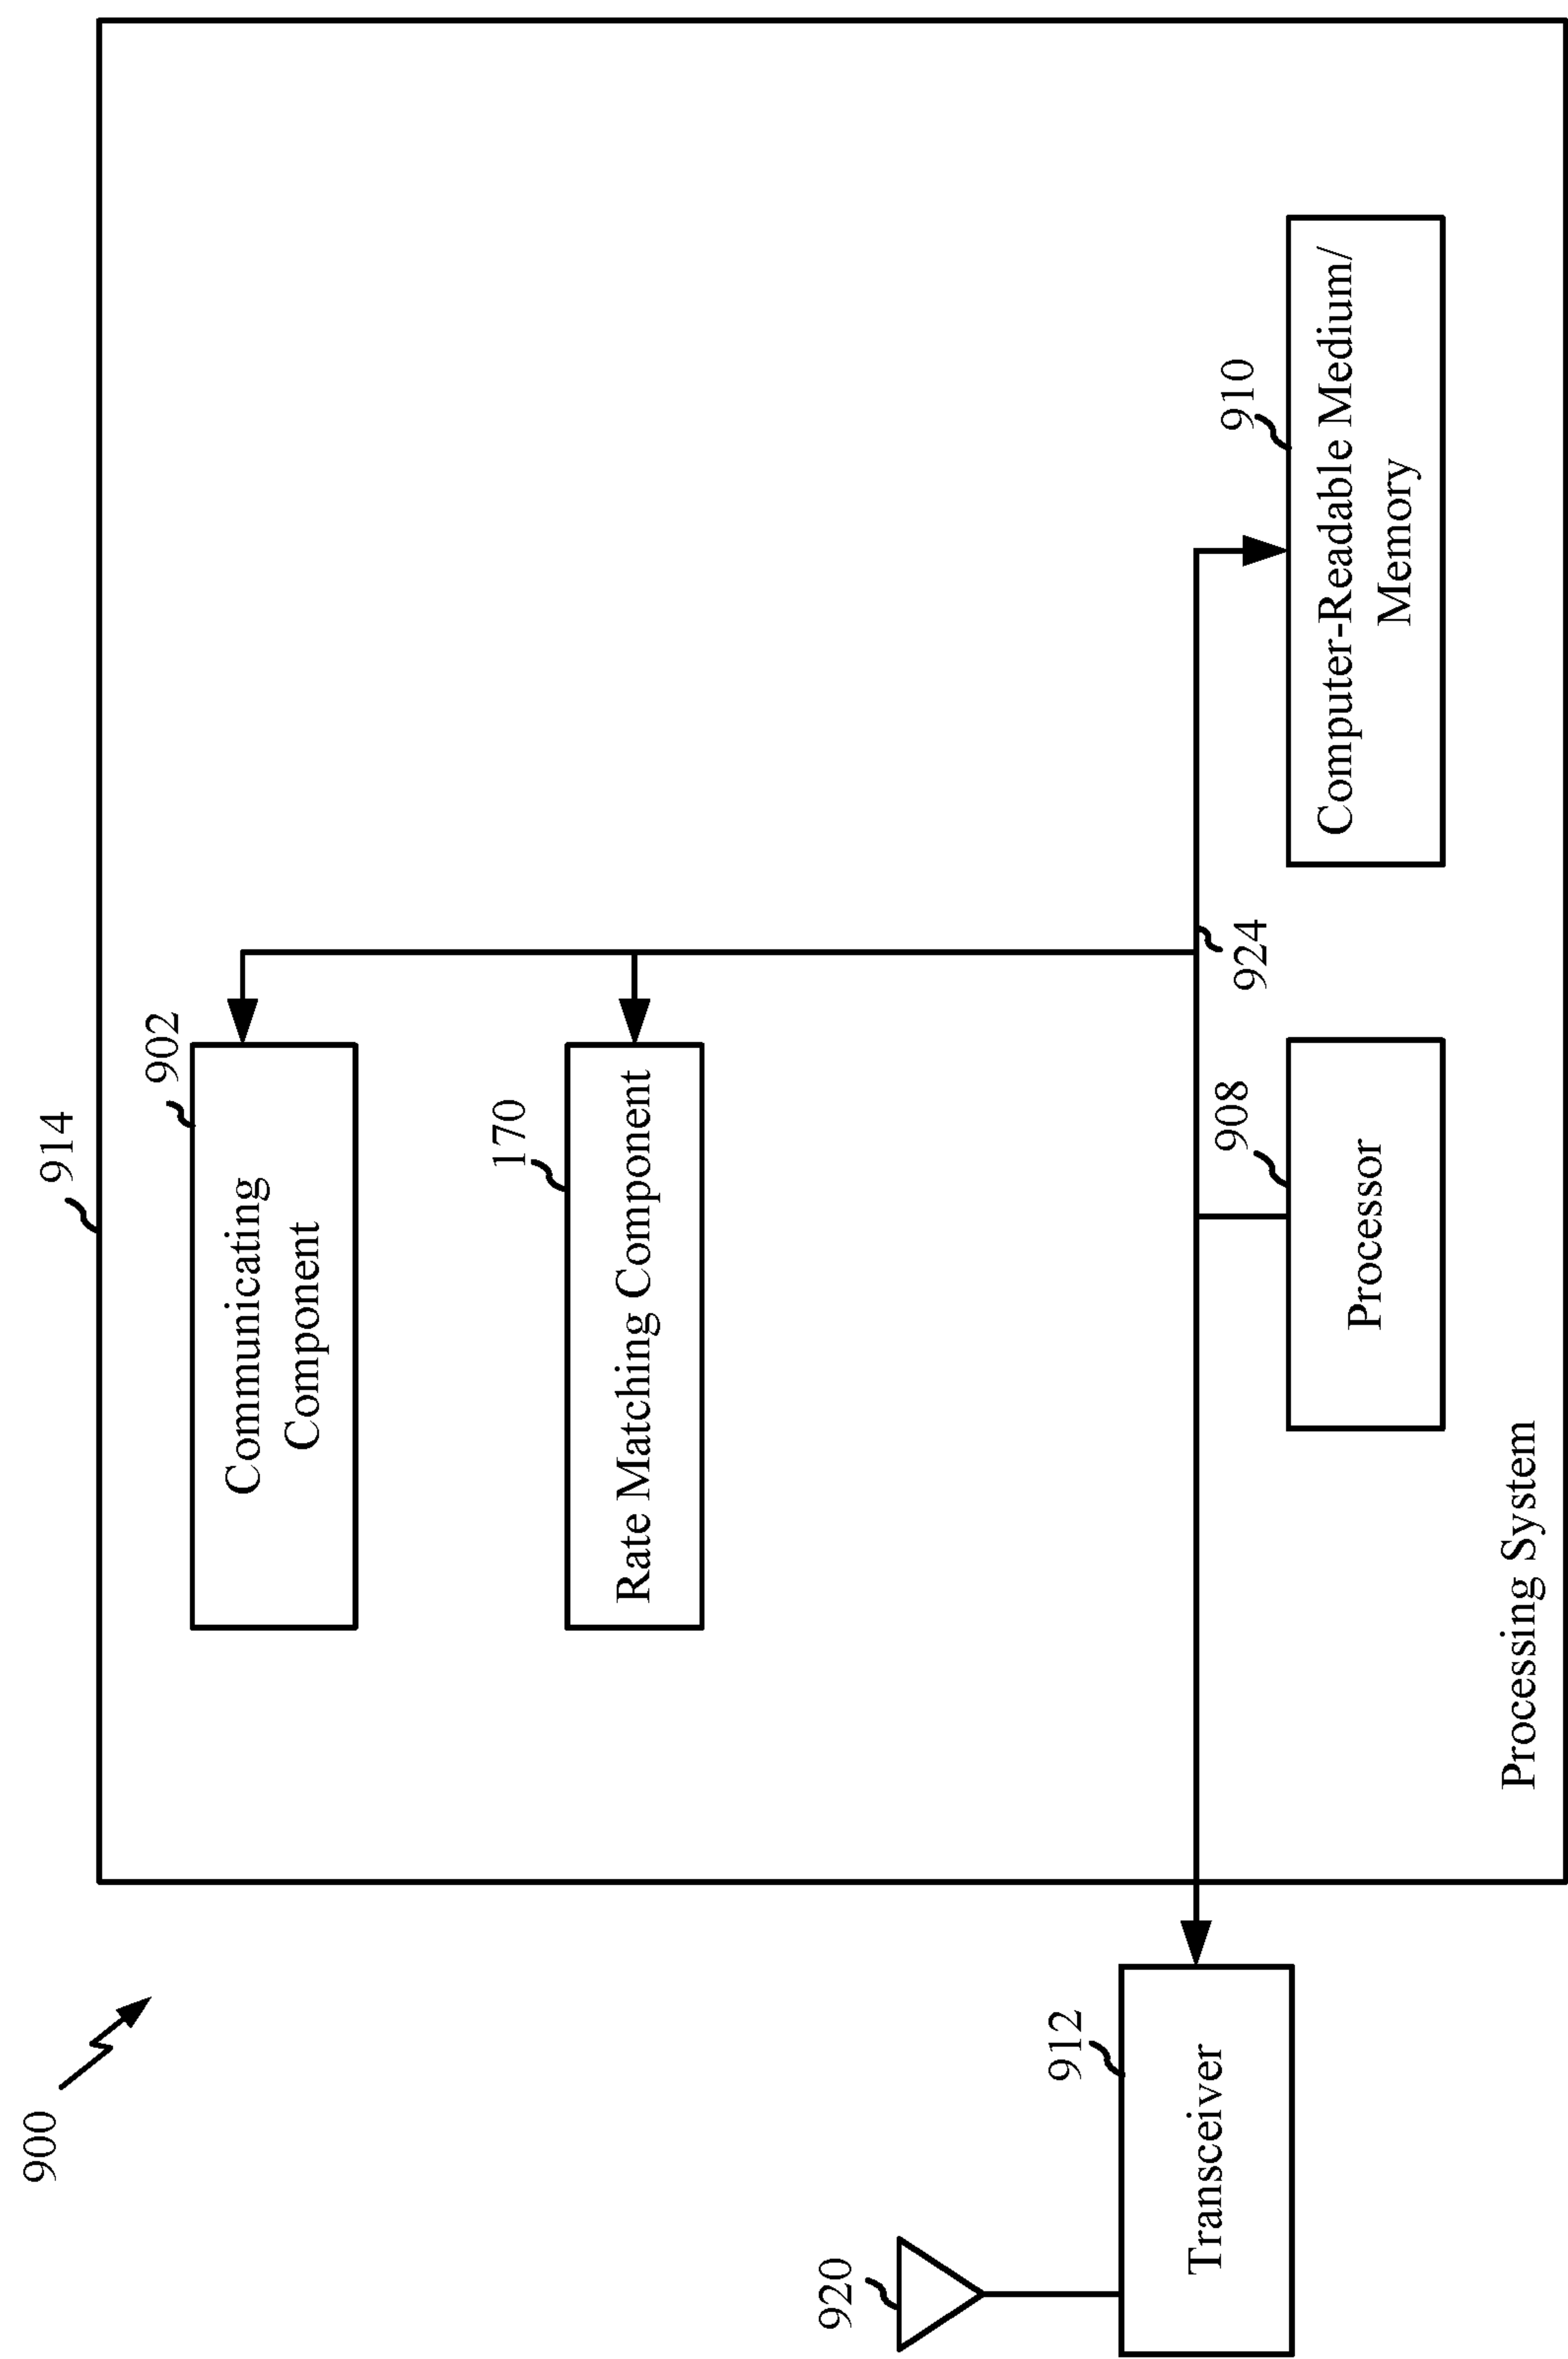 900
914
902
Communicating
Component
170
Rate Matching Component
920
912
Transceiver
924
908
Processor
910
Computer-Readable Medium/
Memory
Processing System